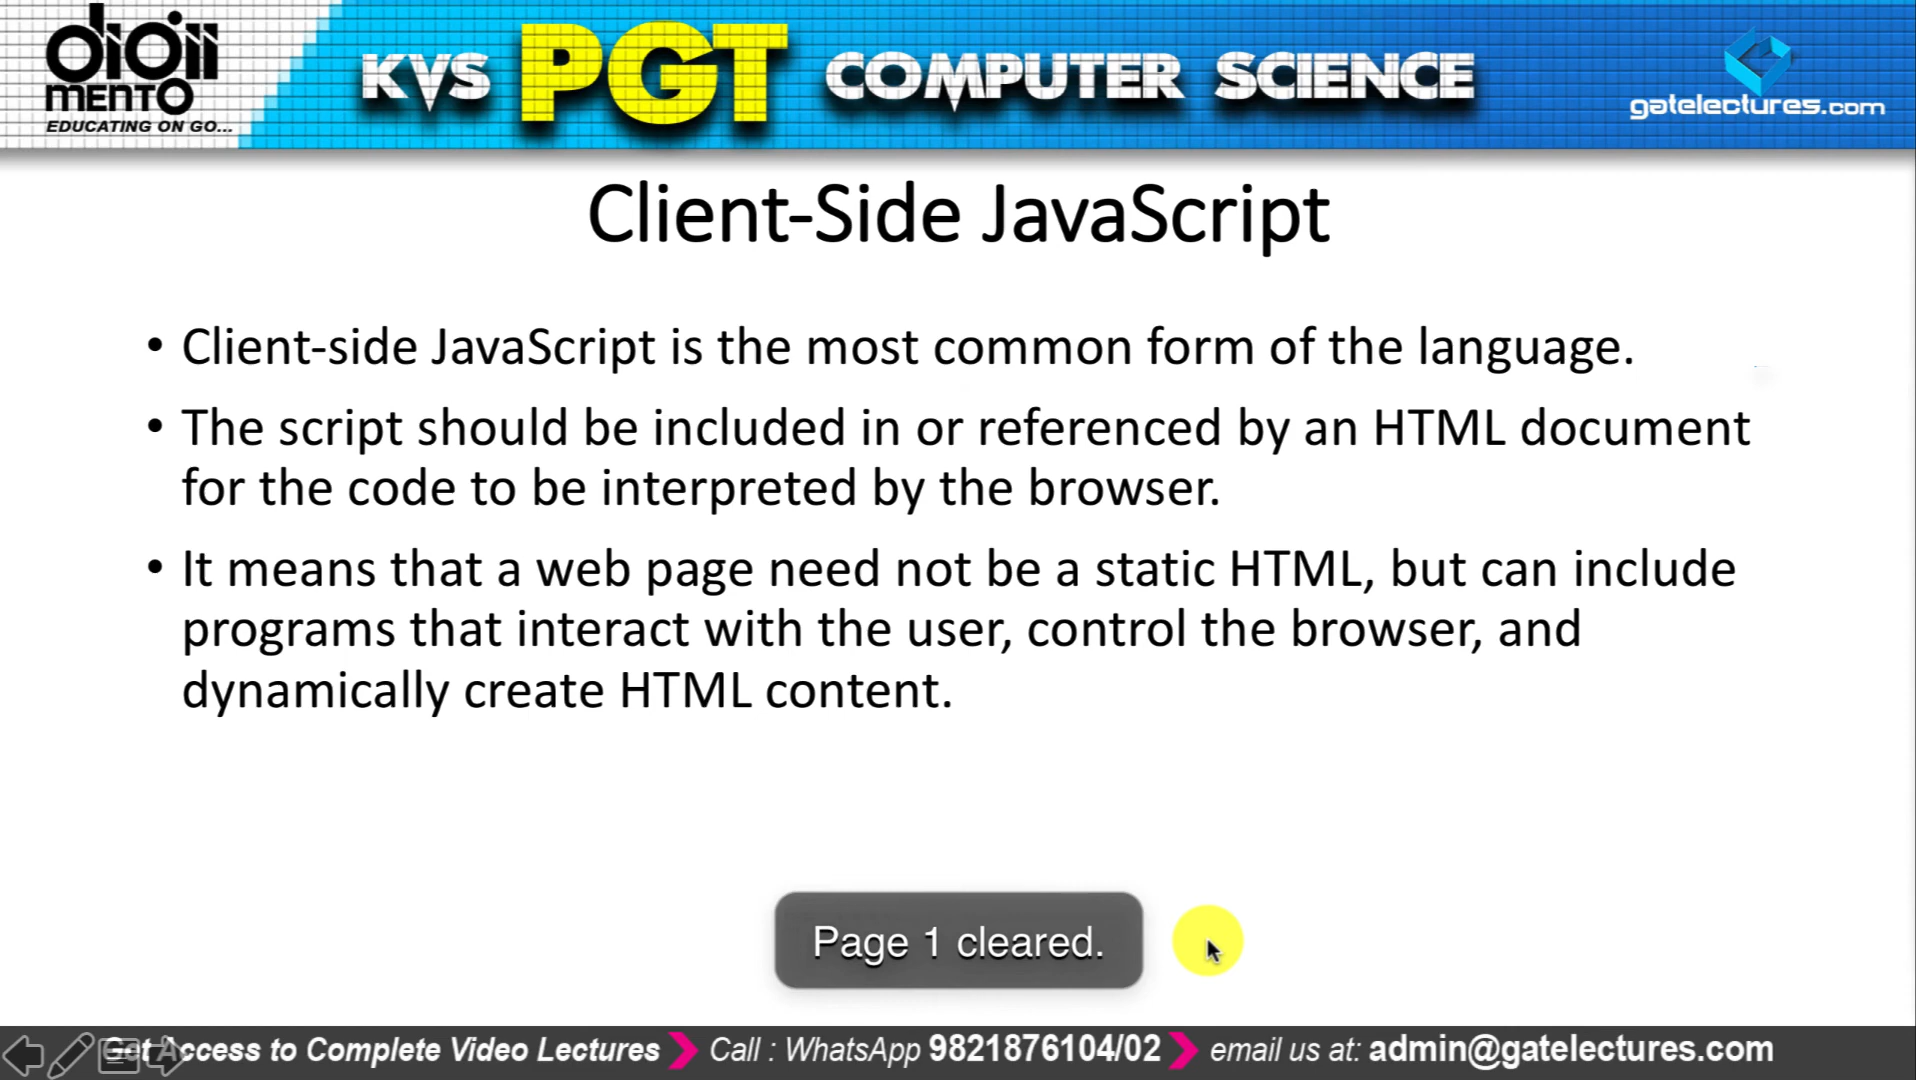 digii
MENTO
EDUCATING ON GO...
KVS PGT COMPUTER SCIENCE
gatelectures.com
Client-Side JavaScript
• Client-side JavaScript is the most common form of the language.
• The script should be included in or referenced by an HTML document
for the code to be interpreted by the browser.
• It means that a web page need not be a static HTML, but can include
programs that interact with the user, control the browser, and
dynamically create HTML content.
Page 1 cleared.
Get Access to Complete Video Lectures Call : WhatsApp 9821876104/02 email us at: admin@gatelectures.com